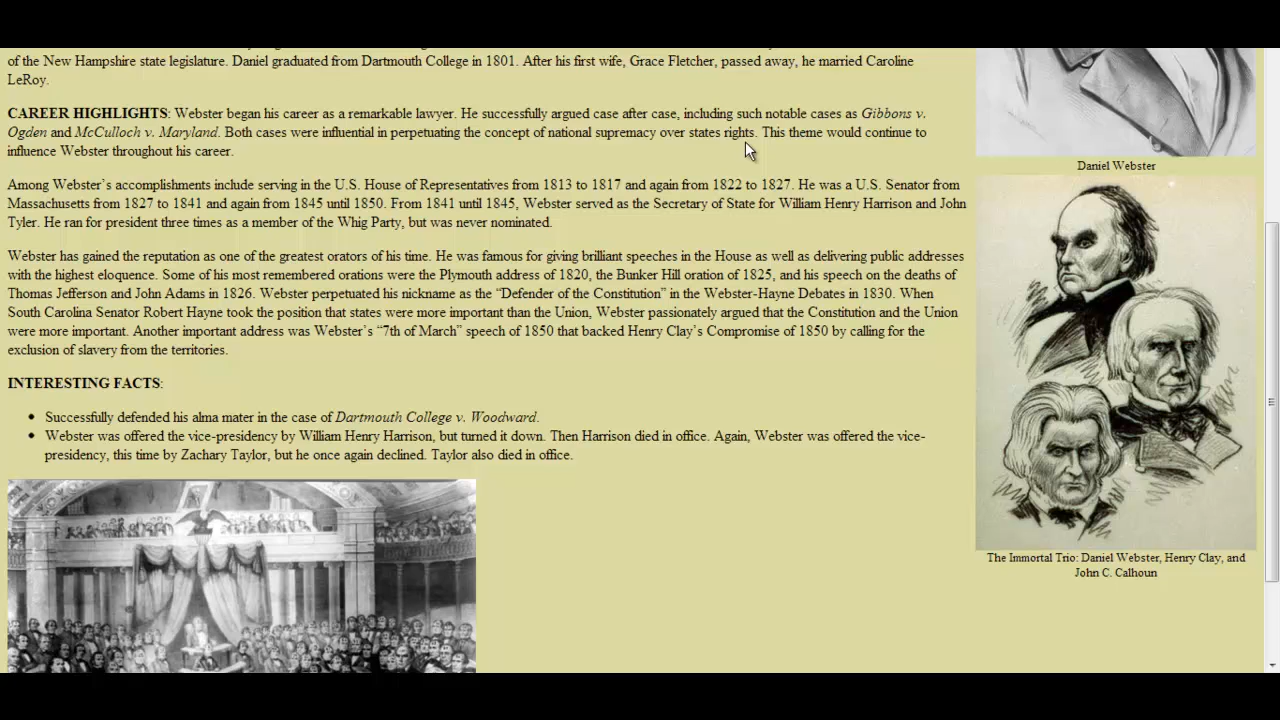 of the New Hampshire state legislature. Daniel graduated from Dartmouth College in 1801. After his first wife, Grace Fletcher, passed away, he married Caroline
LeRoy.
CAREER HIGHLIGHTS: Webster began his career as a remarkable lawyer. He successfully argued case after case, including such notable cases as Gibbons v.
Ogden and McCulloch v. Maryland. Both cases were influential in perpetuating the concept of national supremacy over states rights. This theme would continue to
influence Webster throughout his career.
Among Webster's accomplishments include serving in the U.S. House of Representatives from 1813 to 1817 and again from 1822 to 1827. He was a U.S. Senator from
Massachusetts from 1827 to 1841 and again from 1845 until 1850. From 1841 until 1845, Webster served as the Secretary of State for William Henry Harrison and John
Tyler. He ran for president three times as a member of the Whig Party, but was never nominated.
Webster has gained the reputation as one of the greatest orators of his time. He was famous for giving brilliant speeches in the House as well as delivering public addresses
with the highest eloquence. Some of his most remembered orations were the Plymouth address of 1820, the Bunker Hill oration of 1825, and his speech on the deaths of
Thomas Jefferson and John Adams in 1826. Webster perpetuated his nickname as the “Defender of the Constitution” in the Webster-Hayne Debates in 1830. When
South Carolina Senator Robert Hayne took the position that states were more important than the Union, Webster passionately argued that the Constitution and the Union
were more important. Another important address was Webster's “7th of March” speech of 1850 that backed Henry Clay's Compromise of 1850 by calling for the
exclusion of slavery from the territories.
INTERESTING FACTS:
• Successfully defended his alma mater in the case of Dartmouth College v. Woodward.
• Webster was offered the vice-presidency by William Henry Harrison, but turned it down. Then Harrison died in office. Again, Webster was offered the vice-
presidency, this time by Zachary Taylor, but he once again declined. Taylor also died in office.
Daniel Webster
The Immortal Trio: Daniel Webster, Henry Clay, and
John C. Calhoun